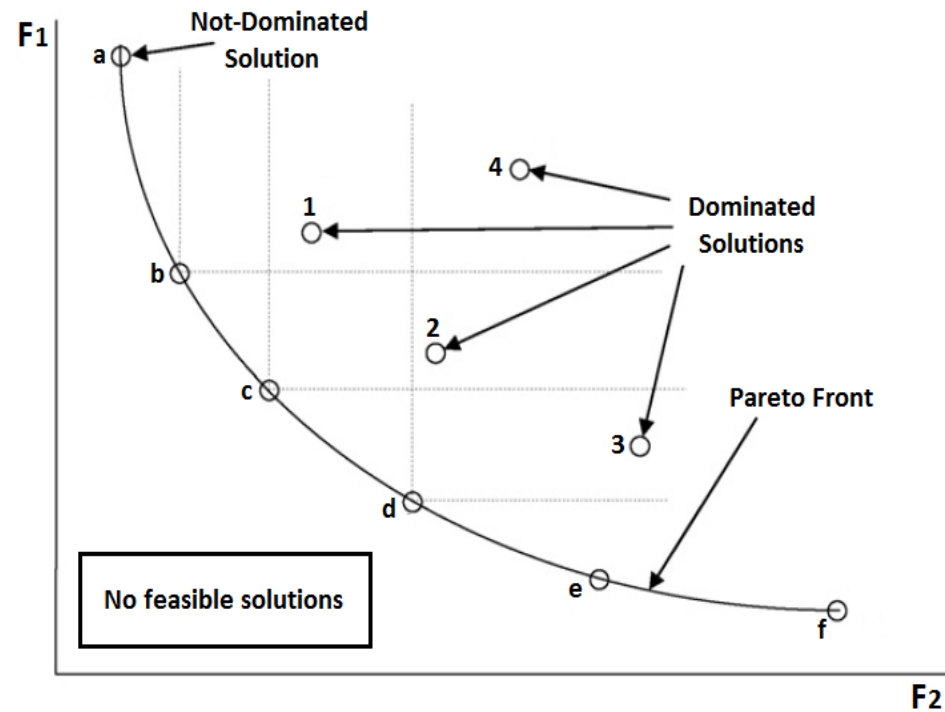 F1
Not-Dominated
Solution
a
4
1
Dominated
Solutions
b
2
c
Pareto Front
3
d
e
No feasible solutions
f
F2